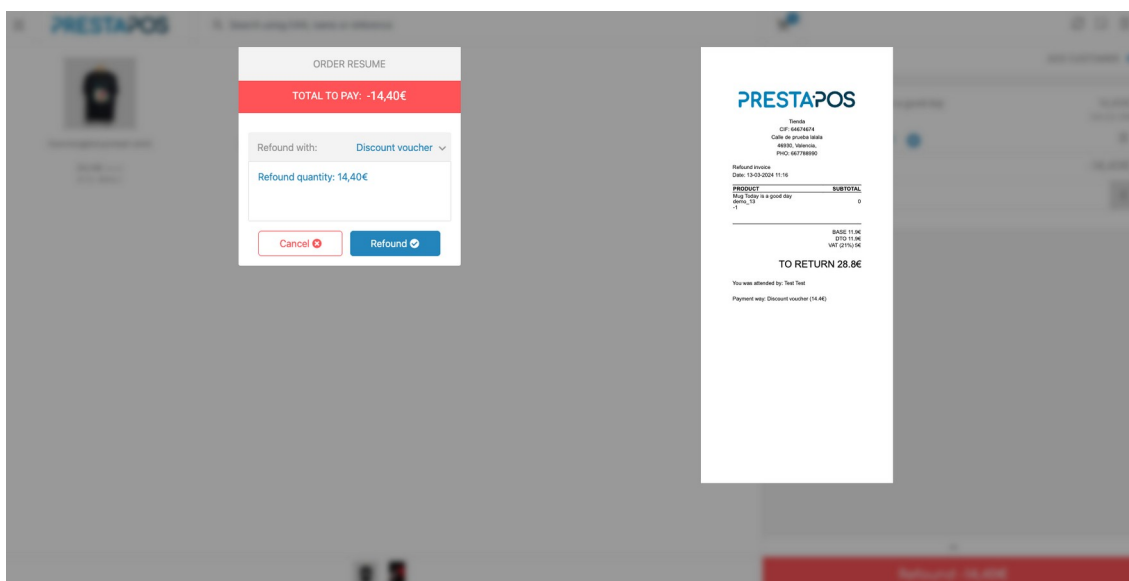 PRESTAPOS
ORDER RESUME
TOTAL TO PAY: -14,40€
Refound with: Discount voucher
Refound quantity: 14,40€
Cancel Refound
PRESTAPOS
Tienda
CIF: 64674674
Calle de prueba lalala
46930, Valencia,
PHO: 667788990
Refound invoice
Date: 13-03-2024 11:16
PRODUCT SUBTOTAL
Mug Today is a good day
demo_13 0
-1
BASE 11.9€
DTO 11.9€
VAT (21%) 5€
TO RETURN 28.8€
You was attended by: Test Test
Payment way: Discount voucher (14.4€)